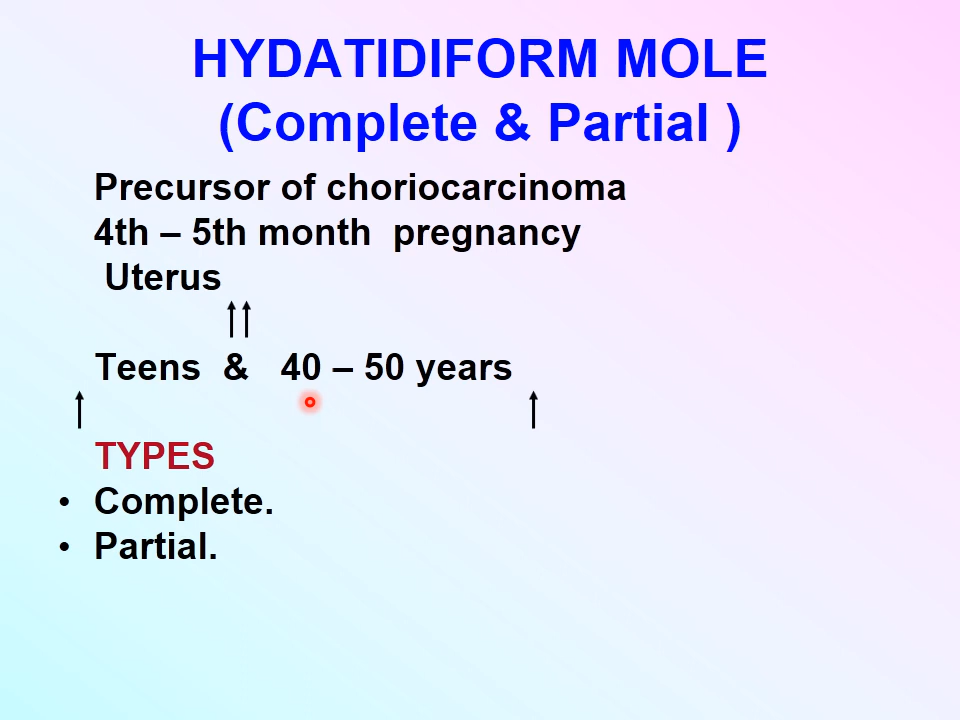 HYDATIDIFORM MOLE
(Complete & Partial )
Precursor of choriocarcinoma
4th – 5th month pregnancy
Uterus
↑↑
Teens & 40 – 50 years
↑ ↑
TYPES
• Complete.
• Partial.